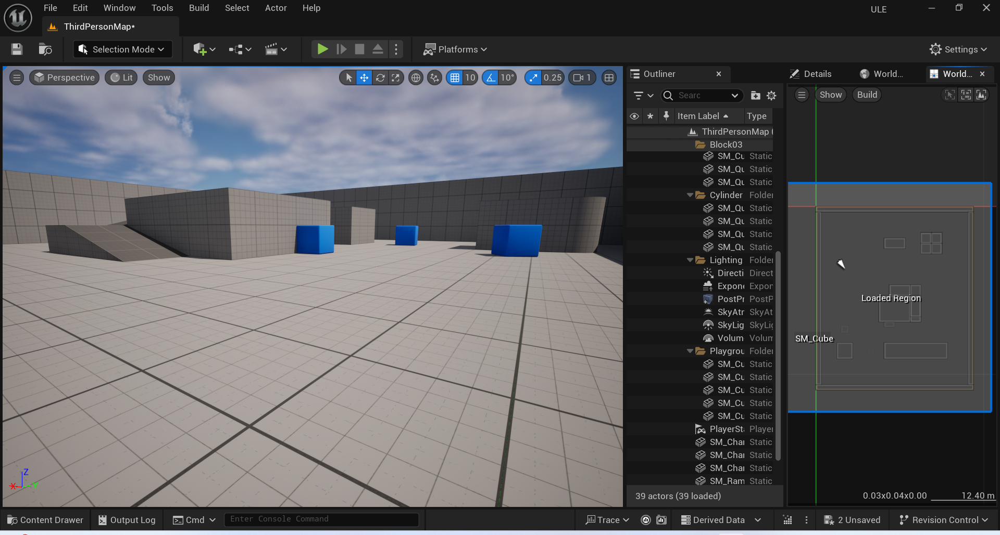 File Edit Window Tools Build Select Actor Help
ULE
ThirdPersonMap*
Selection Mode
Platforms
Settings
Perspective Lit Show
10 10° 0.25 1
Outliner
Details World... World...
Searc
Show Build
Item Label Type
ThirdPersonMap (
Block03
SM_Cu Static
SM_Qu Static
SM_Qu Static
Cylinder Folder
SM_Qu Static
SM_Qu Static
SM_Qu Static
SM_Qu Static
Lighting Folder
Directi Direct
Expone Expon
PostPr PostP
SkyAtr SkyAt
SkyLig SkyLig
Volum Volum
Playgrou Folder
SM_Cu Static
SM_Cu Static
SM_Cu Static
SM_Cu Static
SM_Cu Static
PlayerSta Player
SM_Char Static
SM_Char Static
SM_Char Static
SM_Ram Static
39 actors (39 loaded)
Loaded Region
SM_Cube
0.03x0.04x0.00 12.40 m
Z
X
Y
Content Drawer Output Log Cmd Enter Console Command Trace Derived Data 2 Unsaved Revision Control